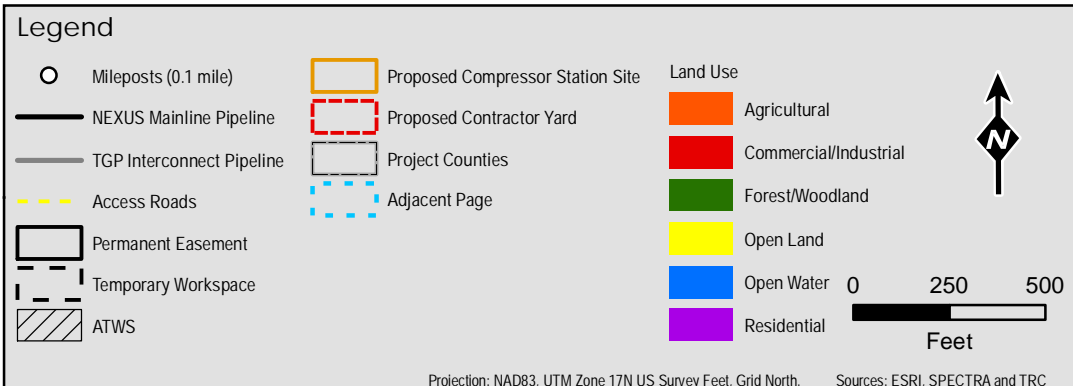 Legend
Mileposts (0.1 mile)
NEXUS Mainline Pipeline
TGP Interconnect Pipeline
Access Roads
Permanent Easement
Temporary Workspace
ATWS
Proposed Compressor Station Site
Proposed Contractor Yard
Project Counties
Adjacent Page
Land Use
Agricultural
Commercial/Industrial
Forest/Woodland
Open Land
Open Water
Residential
N
0 250 500
Feet
Projection: NAD83, UTM Zone 17N US Survey Feet, Grid North. Sources: ESRI, SPECTRA and TRC